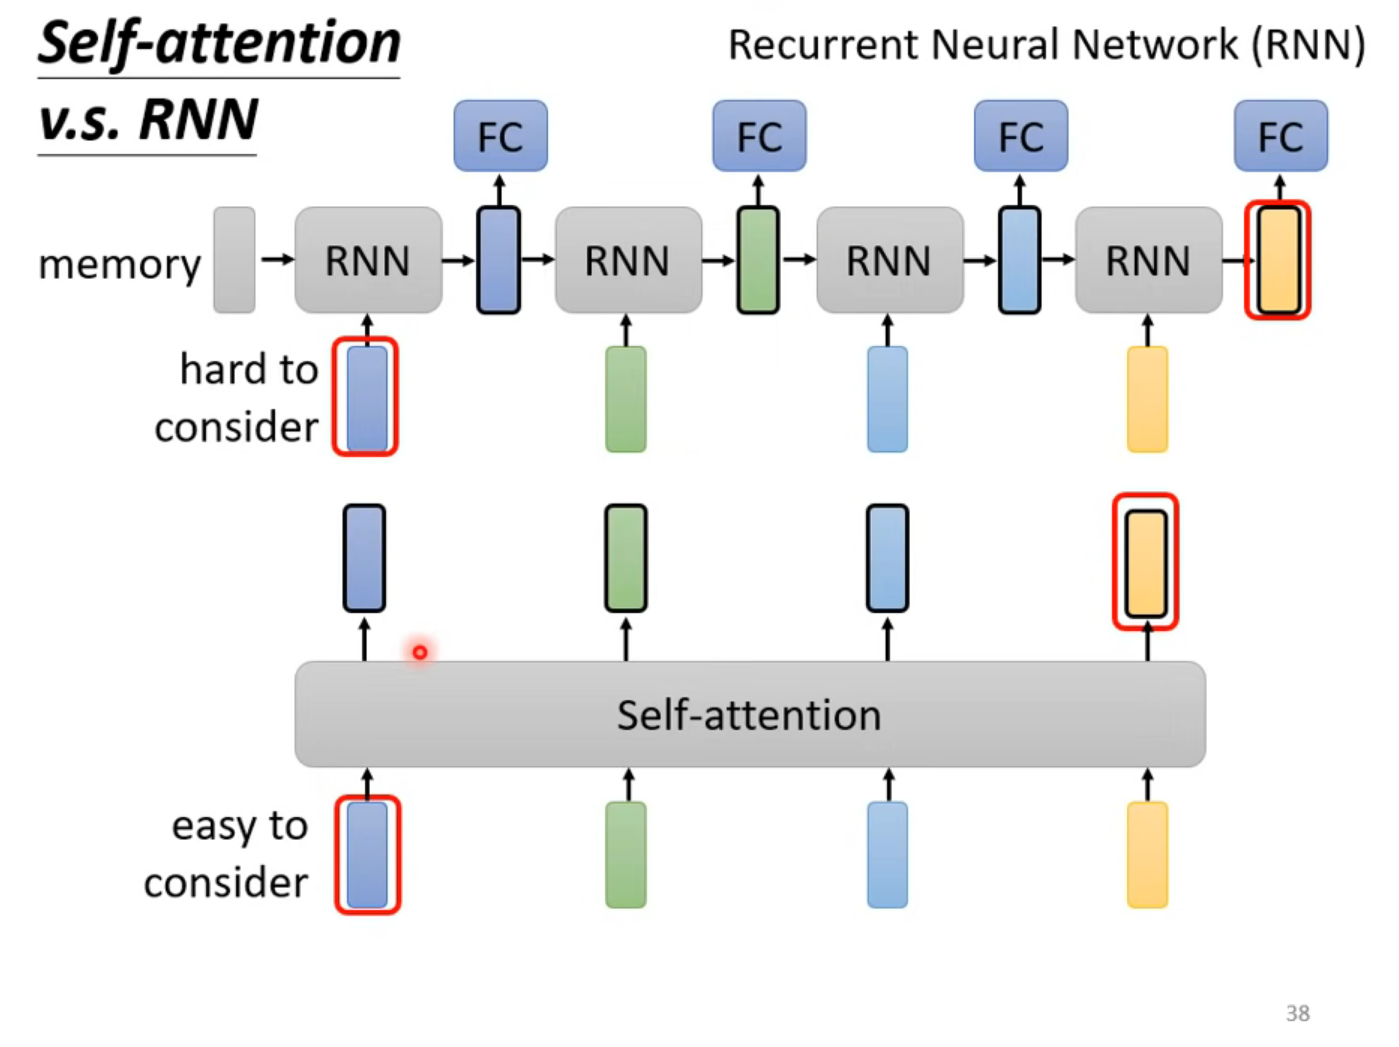 Self-attention
v.s. RNN
Recurrent Neural Network (RNN)
FC
FC
FC
FC
memory
RNN
RNN
RNN
RNN
hard to
consider
Self-attention
easy to
consider
38